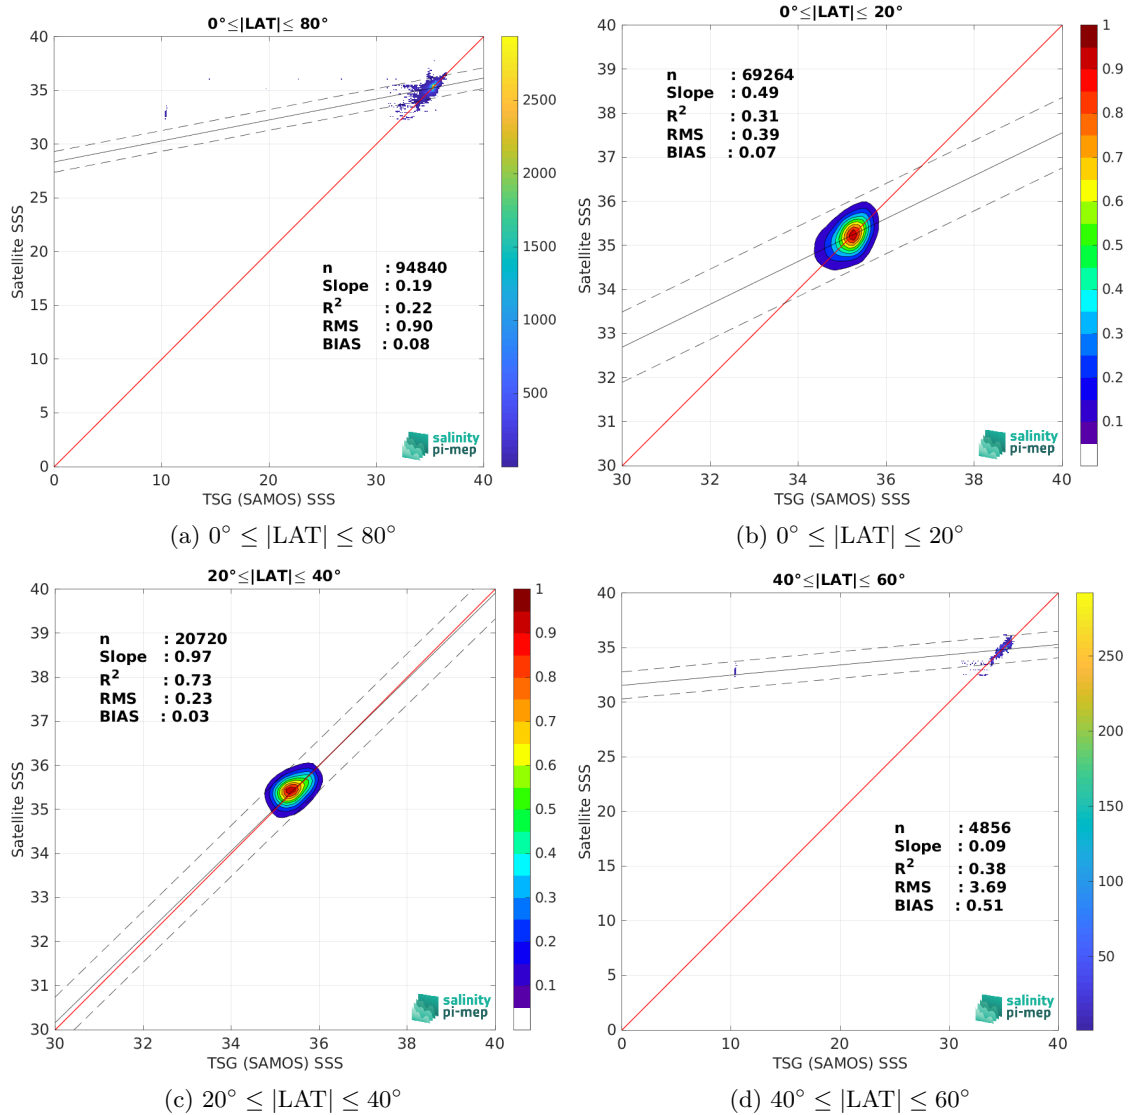 0°≤|LAT|≤ 80°
40
35
30
25
20
15
10
5
0
Satellite SSS
n : 94840
Slope : 0.19
R² : 0.22
RMS : 0.90
BIAS : 0.08
salinity
pi-mep
0 10 20 30 40
TSG (SAMOS) SSS
2500
2000
1500
1000
500
(a) 0° ≤ |LAT| ≤ 80°
0°≤|LAT|≤ 20°
40
39
38
37
36
35
34
33
32
31
30
Satellite SSS
n : 69264
Slope : 0.49
R² : 0.31
RMS : 0.39
BIAS : 0.07
salinity
pi-mep
30 32 34 36 38 40
TSG (SAMOS) SSS
1
0.9
0.8
0.7
0.6
0.5
0.4
0.3
0.2
0.1
(b) 0° ≤ |LAT| ≤ 20°
20°≤|LAT|≤ 40°
40
39
38
37
36
35
34
33
32
31
30
Satellite SSS
n : 20720
Slope : 0.97
R² : 0.73
RMS : 0.23
BIAS : 0.03
salinity
pi-mep
30 32 34 36 38 40
TSG (SAMOS) SSS
1
0.9
0.8
0.7
0.6
0.5
0.4
0.3
0.2
0.1
(c) 20° ≤ |LAT| ≤ 40°
40°≤|LAT|≤ 60°
40
35
30
25
20
15
10
5
0
Satellite SSS
n : 4856
Slope : 0.09
R² : 0.38
RMS : 3.69
BIAS : 0.51
salinity
pi-mep
0 10 20 30 40
TSG (SAMOS) SSS
250
200
150
100
50
(d) 40° ≤ |LAT| ≤ 60°